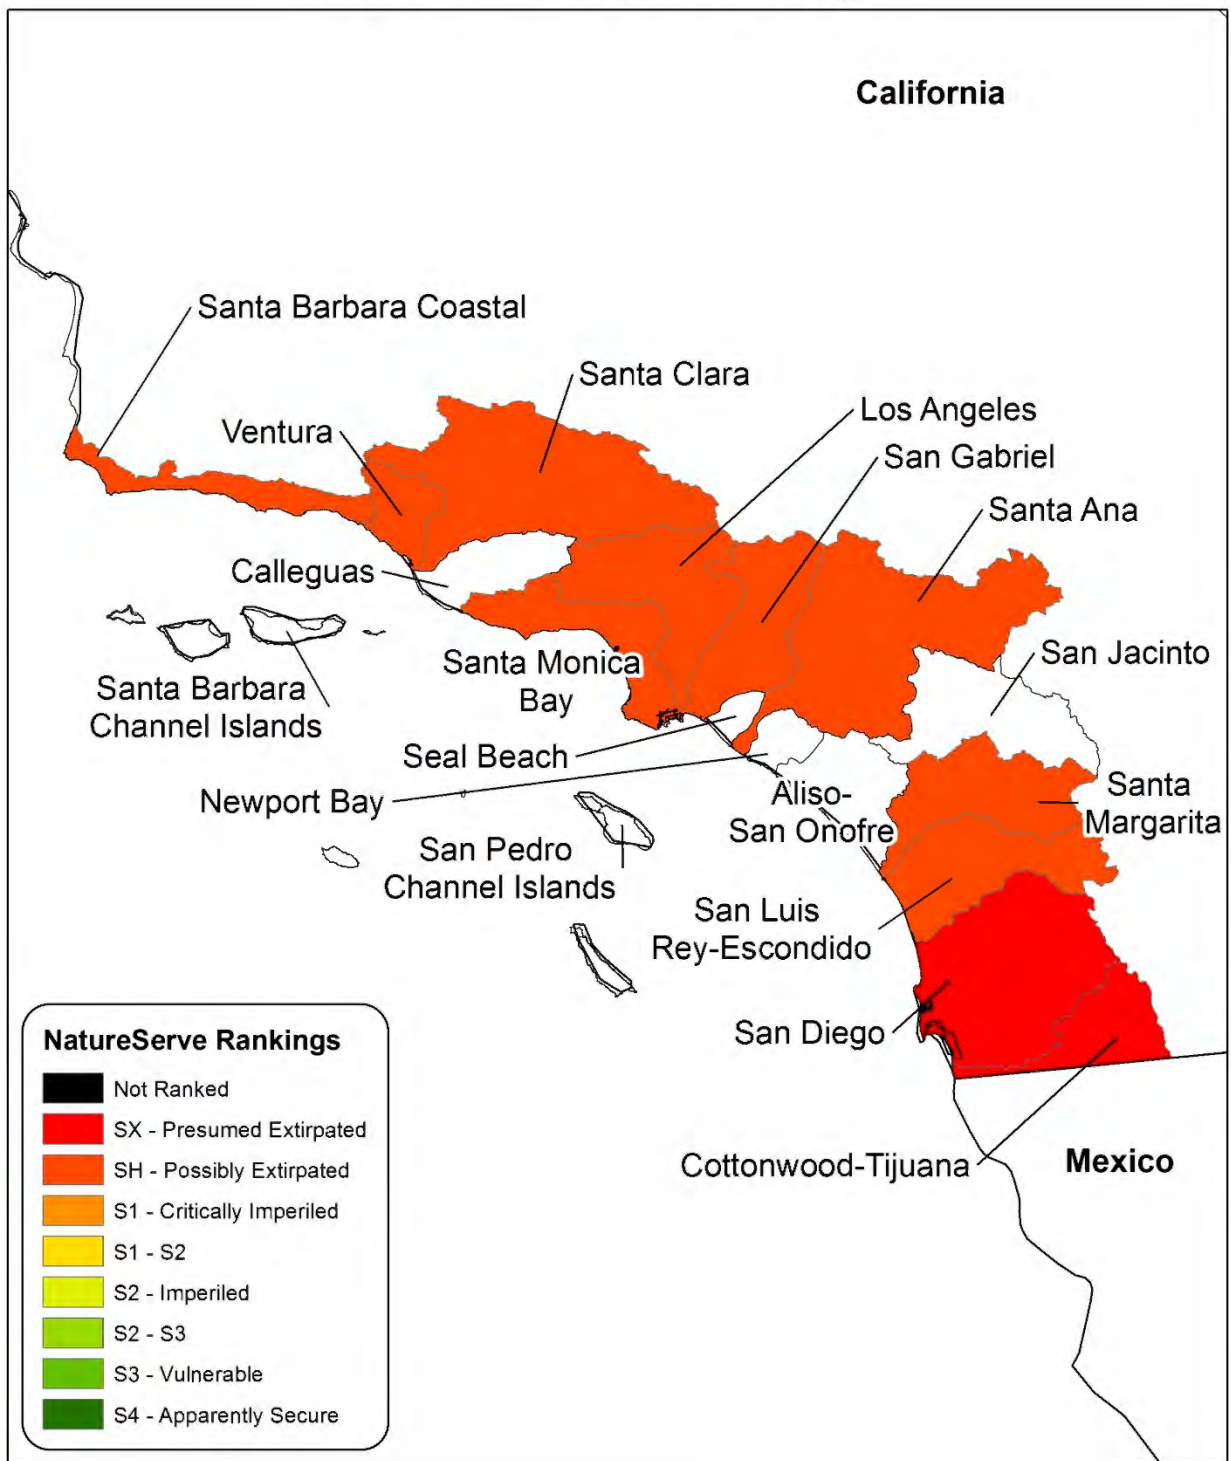 California
Santa Barbara Coastal
Santa Clara
Ventura
Los Angeles
San Gabriel
Santa Ana
Calleguas
Santa Monica
Bay
San Jacinto
Santa Barbara
Channel Islands
Seal Beach
Newport Bay
Aliso-
San Onofre
Santa
Margarita
San Pedro
Channel Islands
San Luis
Rey-Escondido
San Diego
Cottonwood-Tijuana
Mexico
NatureServe Rankings
Not Ranked
SX - Presumed Extirpated
SH - Possibly Extirpated
S1 - Critically Imperiled
S1 - S2
S2 - Imperiled
S2 - S3
S3 - Vulnerable
S4 - Apparently Secure